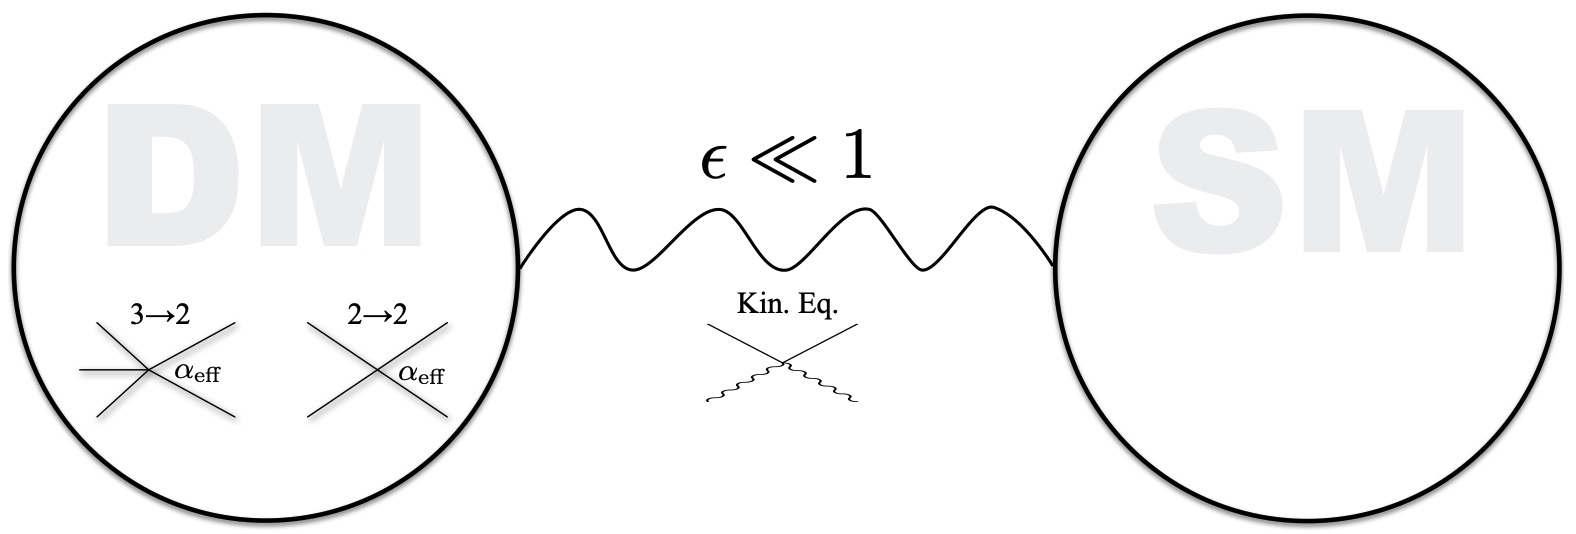 DM
SM
ϵ ≪ 1
Kin. Eq.
3→2
2→2
α_eff
α_eff